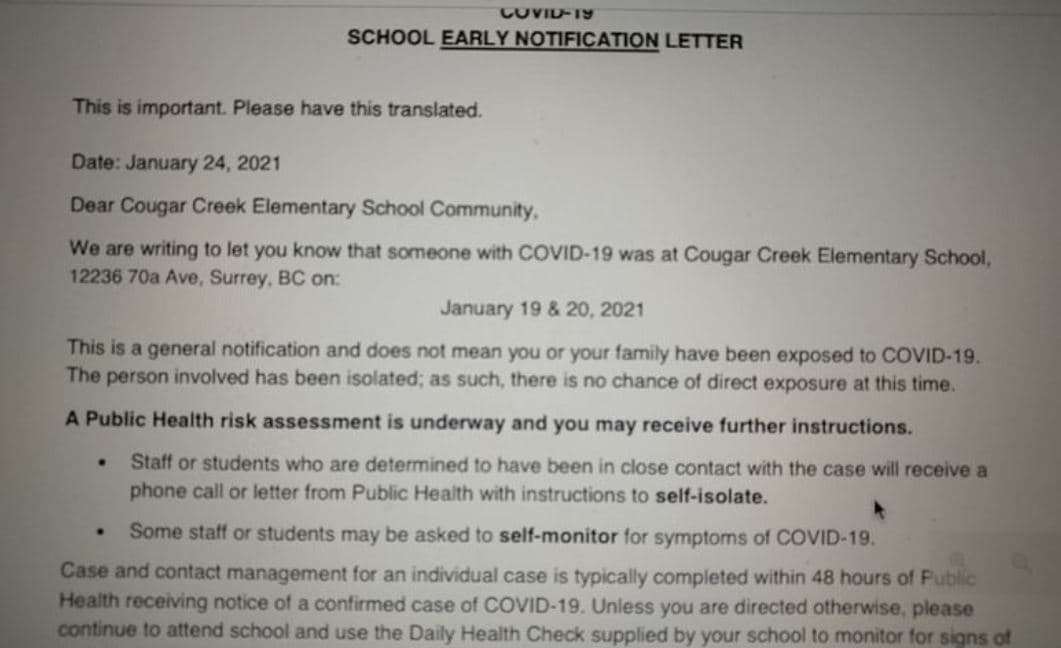 COVID-19
SCHOOL EARLY NOTIFICATION LETTER
This is important. Please have this translated.
Date: January 24, 2021
Dear Cougar Creek Elementary School Community,
We are writing to let you know that someone with COVID-19 was at Cougar Creek Elementary School,
12236 70a Ave, Surrey, BC on:
January 19 & 20, 2021
This is a general notification and does not mean you or your family have been exposed to COVID-19.
The person involved has been isolated; as such, there is no chance of direct exposure at this time.
A Public Health risk assessment is underway and you may receive further instructions.
• Staff or students who are determined to have been in close contact with the case will receive a
phone call or letter from Public Health with instructions to self-isolate.
• Some staff or students may be asked to self-monitor for symptoms of COVID-19.
Case and contact management for an individual case is typically completed within 48 hours of Public
Health receiving notice of a confirmed case of COVID-19. Unless you are directed otherwise, please
continue to attend school and use the Daily Health Check supplied by your school to monitor for signs of